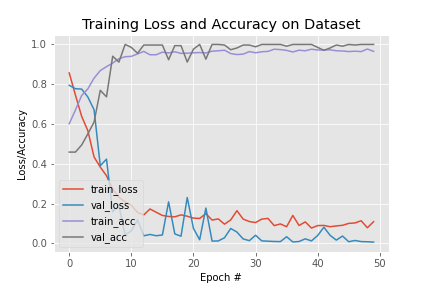 Training Loss and Accuracy on Dataset
1.0
0.8
0.6
0.4
0.2
0.0
Loss/Accuracy
train_loss
val_loss
train_acc
val_acc
0 10 20 30 40 50
Epoch #